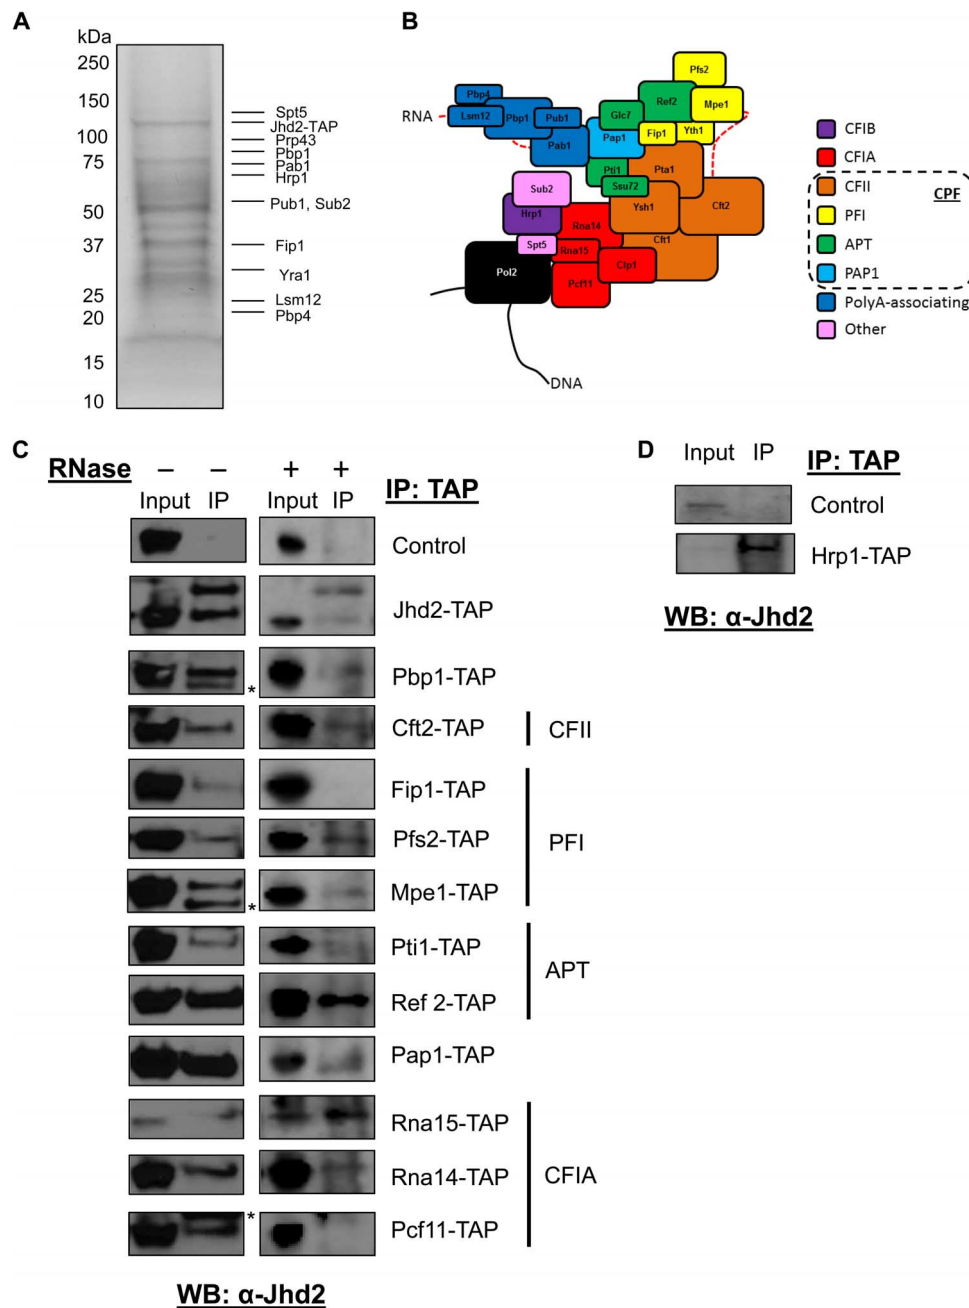 A
kDa
250
150
100
75
50
37
25
20
15
10
Spt5
Jhd2-TAP
Prp43
Pbp1
Pab1
Hrp1
Pub1, Sub2
Fip1
Yra1
Lsm12
Pbp4
B
RNA
Pbp4
Lsm12
Pbp1
Pub1
Pab1
Glc7
Pap1
Ref2
Pfs2
Mpe1
Fip1
Yth1
Pti1
Pta1
Ssu72
Sub2
Hrp1
Ysh1
Cft2
Rna14
Spt5
Rna15
Cft1
Clp1
Pol2
Pcf11
DNA
CFIB
CFIA
CFII
CPF
PFI
APT
PAP1
PolyA-associating
Other
C
RNase – – + +
Input IP Input IP IP: TAP
Control
Jhd2-TAP
Pbp1-TAP
*
Cft2-TAP CFII
Fip1-TAP
Pfs2-TAP PFI
Mpe1-TAP
*
Pti1-TAP
APT
Ref 2-TAP
Pap1-TAP
Rna15-TAP
Rna14-TAP CFIA
*
Pcf11-TAP
WB: α-Jhd2
D
Input IP IP: TAP
Control
Hrp1-TAP
WB: α-Jhd2